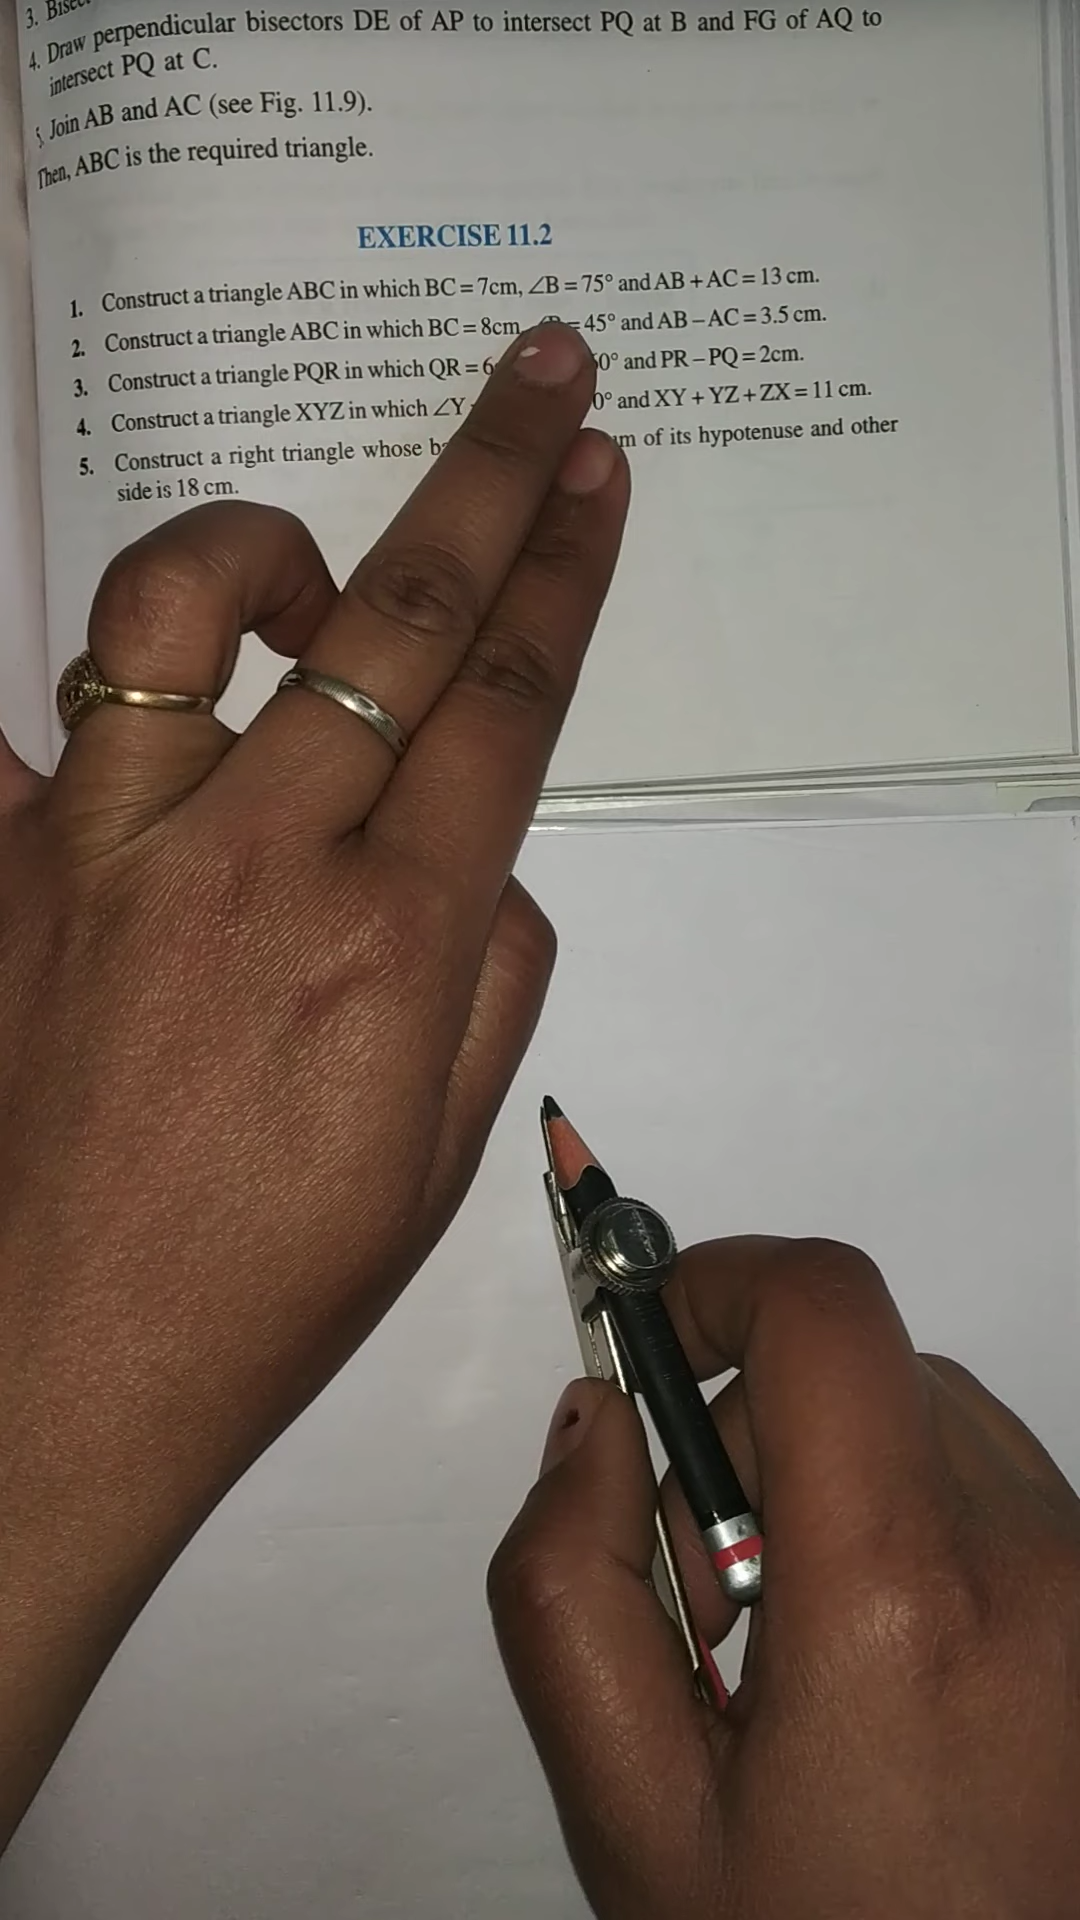 3.
4. Draw perpendicular bisectors DE of AP to intersect PQ at B and FG of AQ to
intersect PQ at C.
5. Join AB and AC (see Fig. 11.9).
Then, ABC is the required triangle.
EXERCISE 11.2
1. Construct a triangle ABC in which BC = 7cm, ∠B = 75° and AB + AC = 13 cm.
2. Construct a triangle ABC in which BC = 8cm = 45° and AB – AC = 3.5 cm.
3. Construct a triangle PQR in which QR = 6 0° and PR – PQ = 2cm.
4. Construct a triangle XYZ in which ∠Y 0° and XY + YZ + ZX = 11 cm.
5. Construct a right triangle whose of its hypotenuse and other
side is 18 cm.